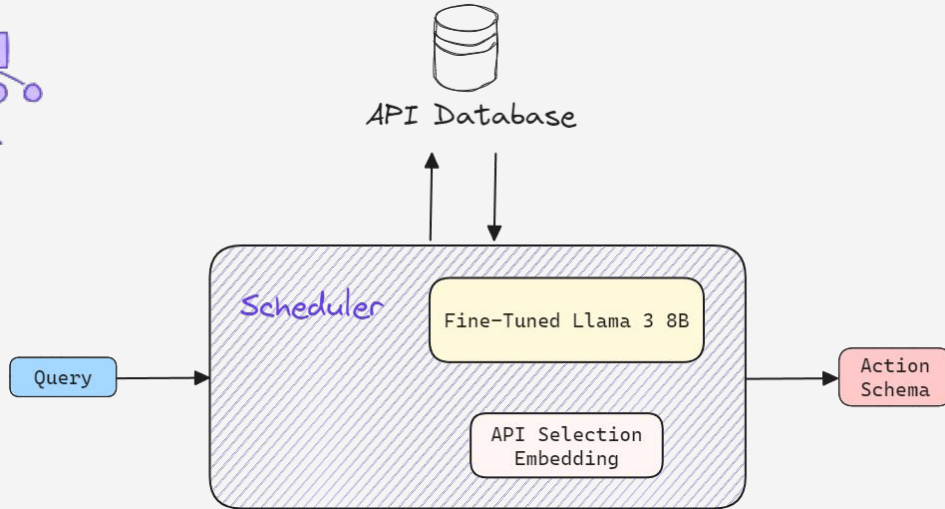 API Database
Scheduler
Fine-Tuned Llama 3 8B
Query
Action
Schema
API Selection
Embedding